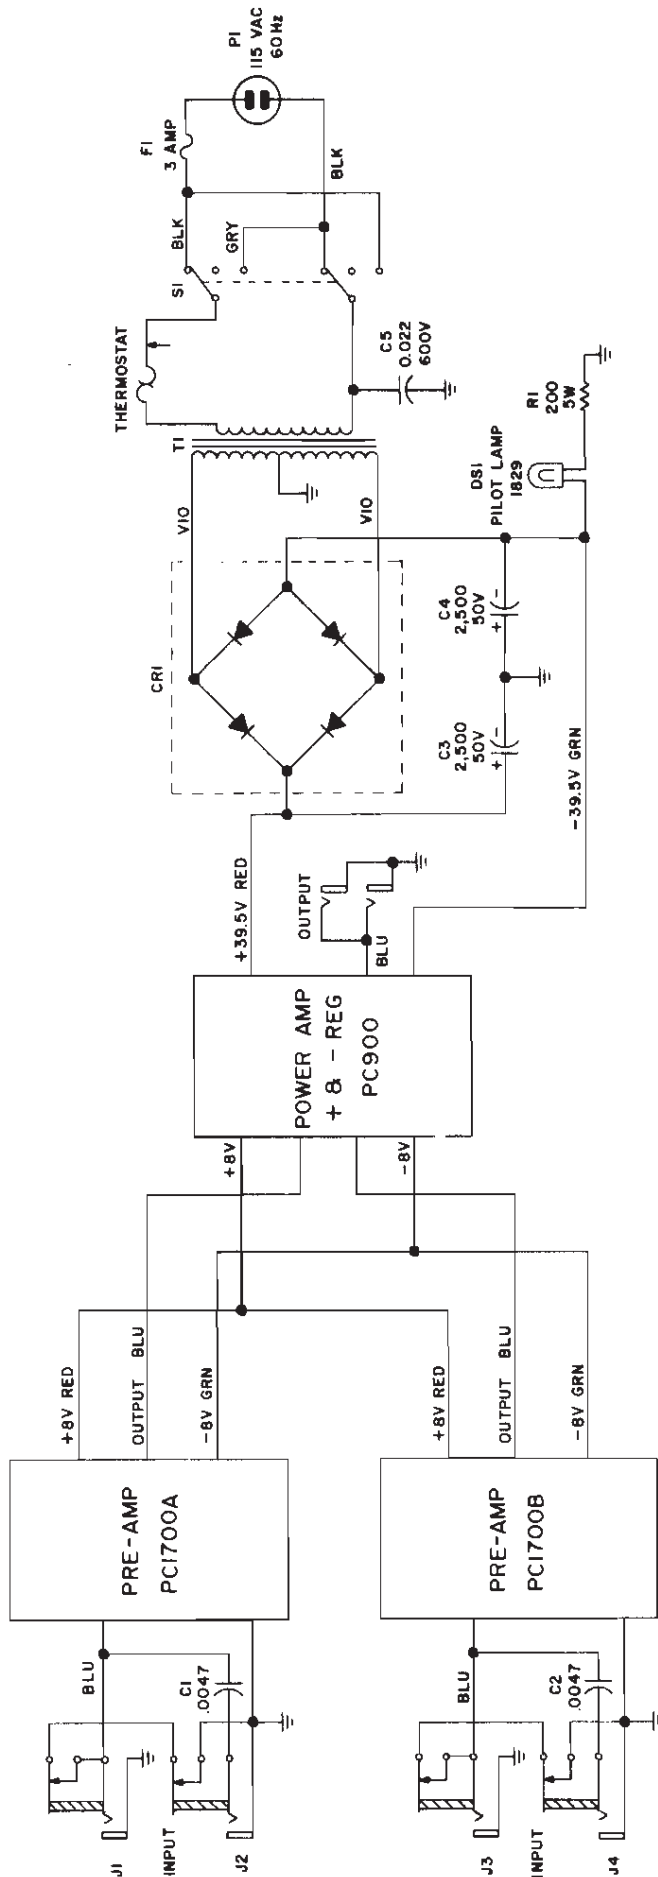 J1
INPUT
J2
BLU
C1
.0047
PRE-AMP
PC1700A
+8V RED
OUTPUT BLU
-8V GRN
J3
INPUT
J4
BLU
C2
.0047
PRE-AMP
PC1700B
+8V RED
OUTPUT BLU
-8V GRN
+8V
-8V
POWER AMP
+ & - REG
PC900
+39.5V RED
OUTPUT
BLU
-39.5V GRN
CR1
C3
2,500
50V
+
-
C4
2,500
50V
+
-
VIO
VIO
T1
DS1
PILOT LAMP
1829
R1
200
5W
THERMOSTAT
C5
0.022
600V
S1
BLK
GRY
BLK
F1
3 AMP
P1
115 VAC
60Hz